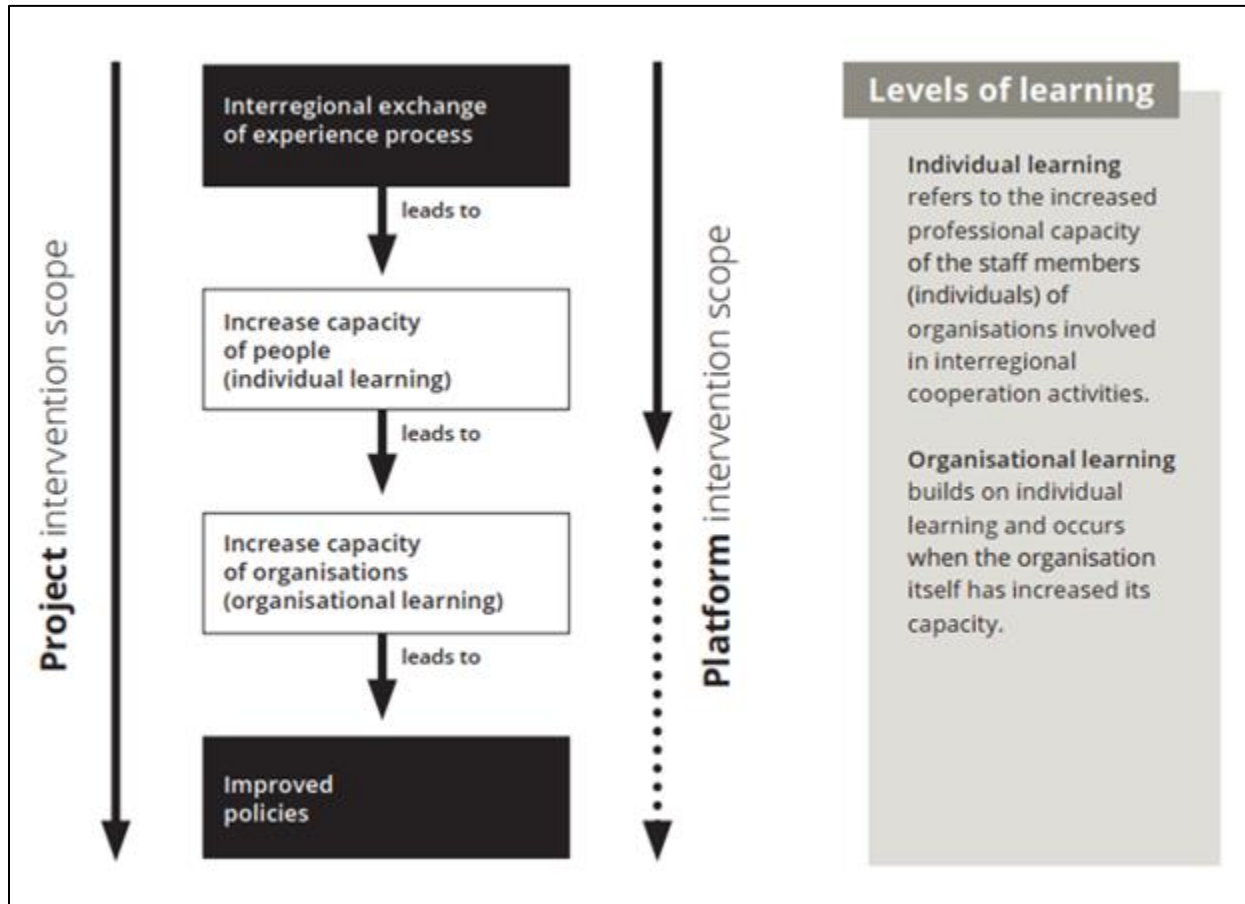 Project intervention scope
Interregional exchange
of experience process
leads to
Increase capacity
of people
(individual learning)
leads to
Increase capacity
of organisations
(organisational learning)
leads to
Improved
policies
Platform intervention scope
Levels of learning
Individual learning
refers to the increased
professional capacity
of the staff members
(individuals) of
organisations involved
in interregional
cooperation activities.
Organisational learning
builds on individual
learning and occurs
when the organisation
itself has increased its
capacity.